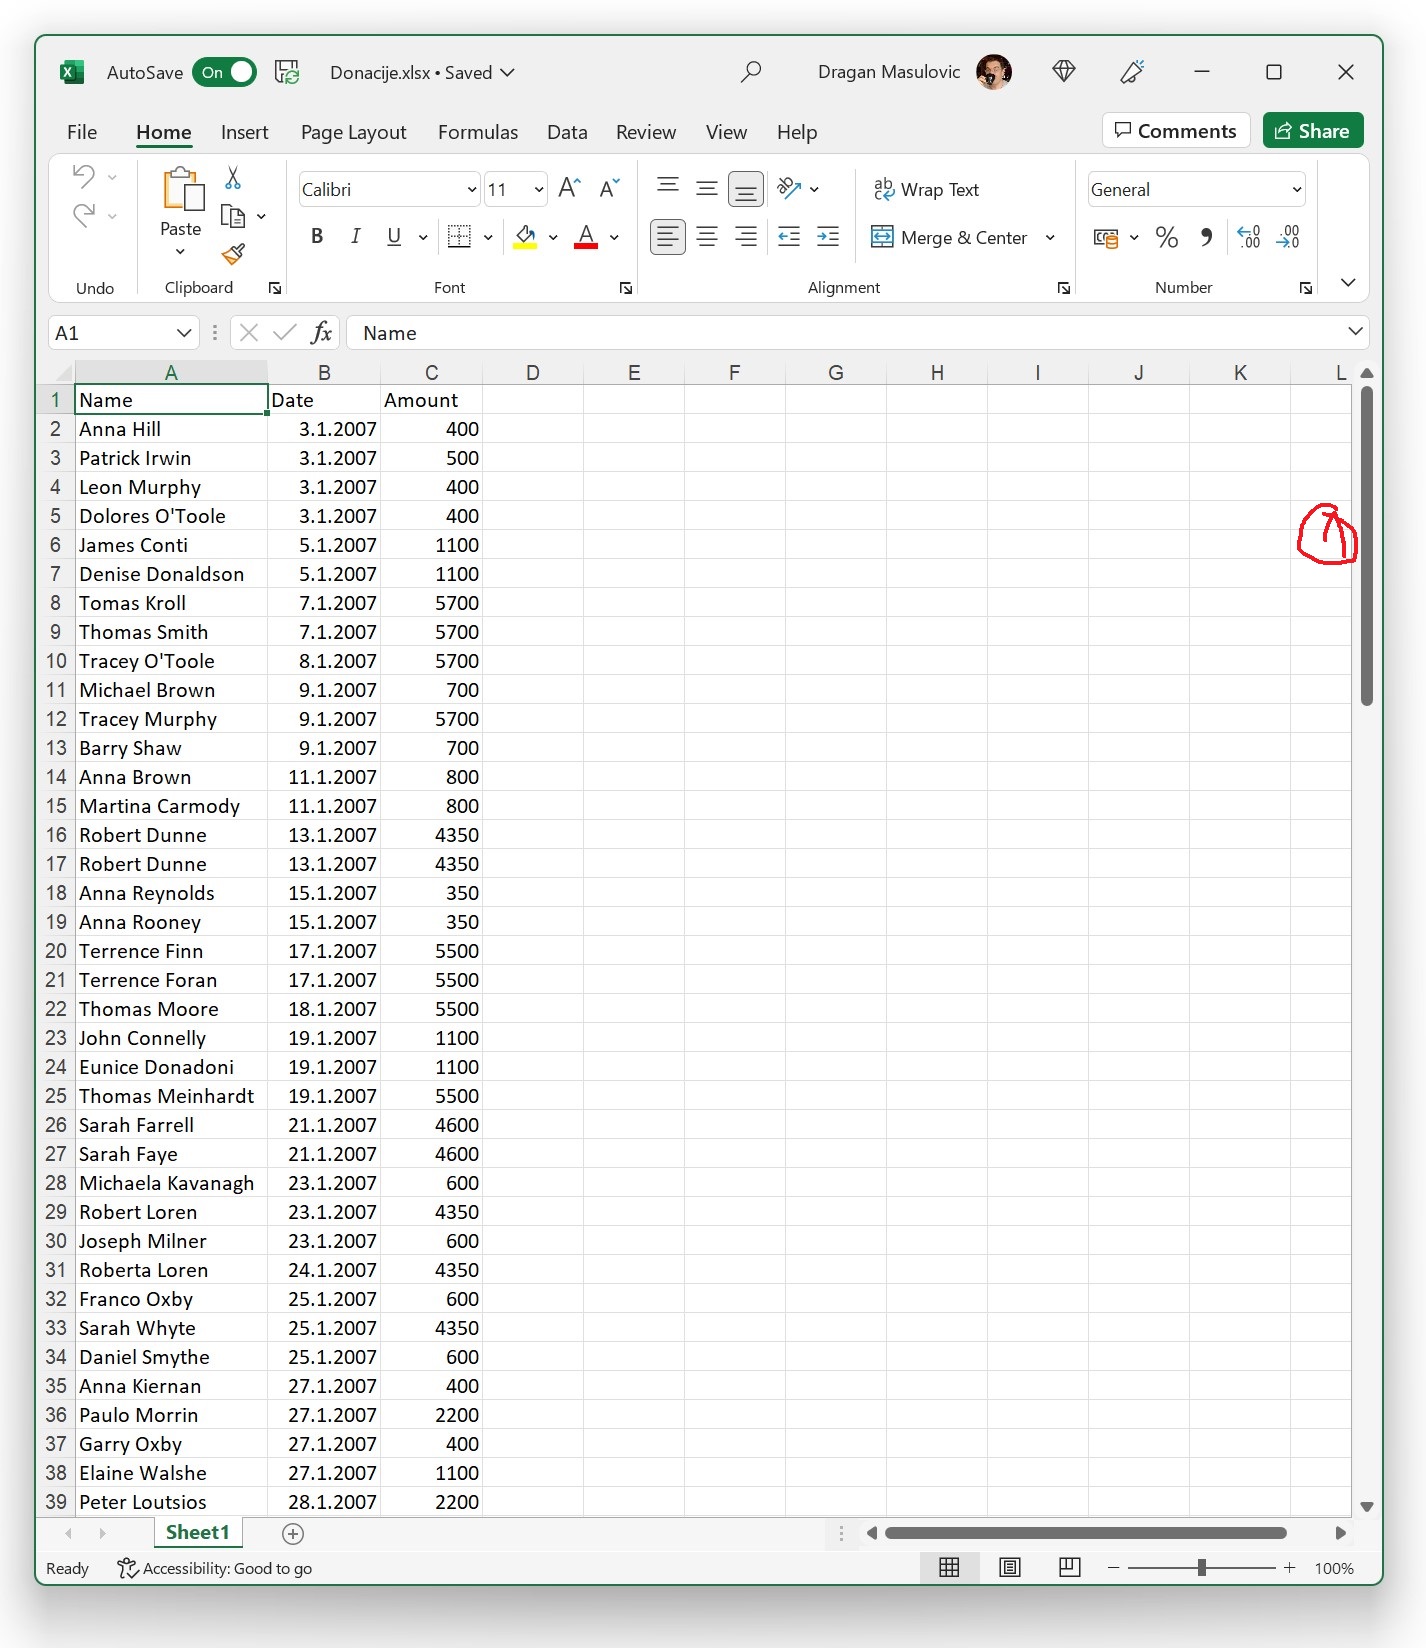 AutoSave On Donacije.xlsx • Saved Dragan Masulovic
File Home Insert Page Layout Formulas Data Review View Help Comments Share
Calibri 11 ab Wrap Text General
Paste B I U A Merge & Center % 
Undo Clipboard Font Alignment Number
A1 fx Name
A B C D E F G H I J K L
1 Name Date Amount
2 Anna Hill 3.1.2007 400
3 Patrick Irwin 3.1.2007 500
4 Leon Murphy 3.1.2007 400
5 Dolores O'Toole 3.1.2007 400
6 James Conti 5.1.2007 1100
7 Denise Donaldson 5.1.2007 1100
8 Tomas Kroll 7.1.2007 5700
9 Thomas Smith 7.1.2007 5700
10 Tracey O'Toole 8.1.2007 5700
11 Michael Brown 9.1.2007 700
12 Tracey Murphy 9.1.2007 5700
13 Barry Shaw 9.1.2007 700
14 Anna Brown 11.1.2007 800
15 Martina Carmody 11.1.2007 800
16 Robert Dunne 13.1.2007 4350
17 Robert Dunne 13.1.2007 4350
18 Anna Reynolds 15.1.2007 350
19 Anna Rooney 15.1.2007 350
20 Terrence Finn 17.1.2007 5500
21 Terrence Foran 17.1.2007 5500
22 Thomas Moore 18.1.2007 5500
23 John Connelly 19.1.2007 1100
24 Eunice Donadoni 19.1.2007 1100
25 Thomas Meinhardt 19.1.2007 5500
26 Sarah Farrell 21.1.2007 4600
27 Sarah Faye 21.1.2007 4600
28 Michaela Kavanagh 23.1.2007 600
29 Robert Loren 23.1.2007 4350
30 Joseph Milner 23.1.2007 600
31 Roberta Loren 24.1.2007 4350
32 Franco Oxby 25.1.2007 600
33 Sarah Whyte 25.1.2007 4350
34 Daniel Smythe 25.1.2007 600
35 Anna Kiernan 27.1.2007 400
36 Paulo Morrin 27.1.2007 2200
37 Garry Oxby 27.1.2007 400
38 Elaine Walshe 27.1.2007 1100
39 Peter Loutsios 28.1.2007 2200
Sheet1
Ready Accessibility: Good to go 100%